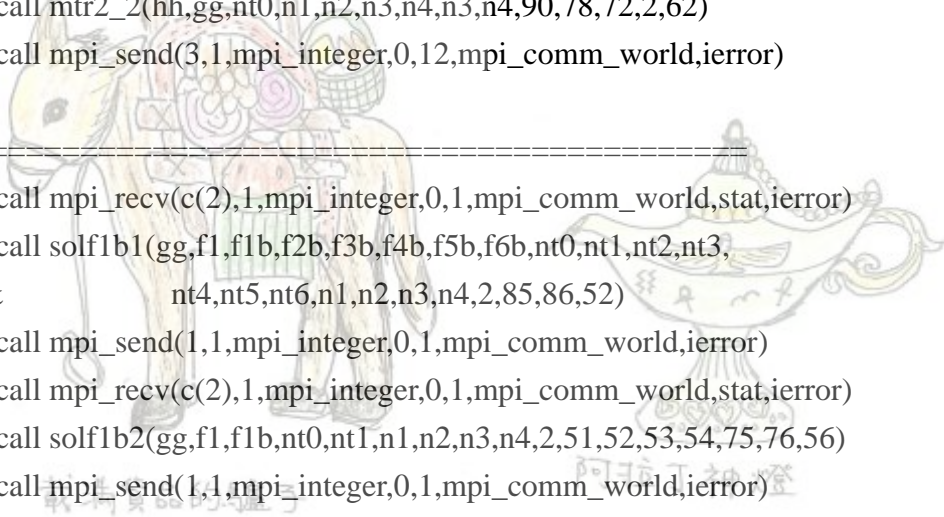 call mtr2_2(hh,gg,nt0,n1,n2,n3,n4,n3,n4,90,78,72,2,62)
call mpi_send(3,1,mpi_integer,0,12,mpi_comm_world,ierror)
==========================================
call mpi_recv(c(2),1,mpi_integer,0,1,mpi_comm_world,stat,ierror)
call solf1b1(gg,f1,f1b,f2b,f3b,f4b,f5b,f6b,nt0,nt1,nt2,nt3,
nt4,nt5,nt6,n1,n2,n3,n4,2,85,86,52)
call mpi_send(1,1,mpi_integer,0,1,mpi_comm_world,ierror)
call mpi_recv(c(2),1,mpi_integer,0,1,mpi_comm_world,stat,ierror)
call solf1b2(gg,f1,f1b,nt0,nt1,n1,n2,n3,n4,2,51,52,53,54,75,76,56)
阿拉丁神燈
call mpi_send(1,1,mpi_integer,0,1,mpi_comm_world,ierror)